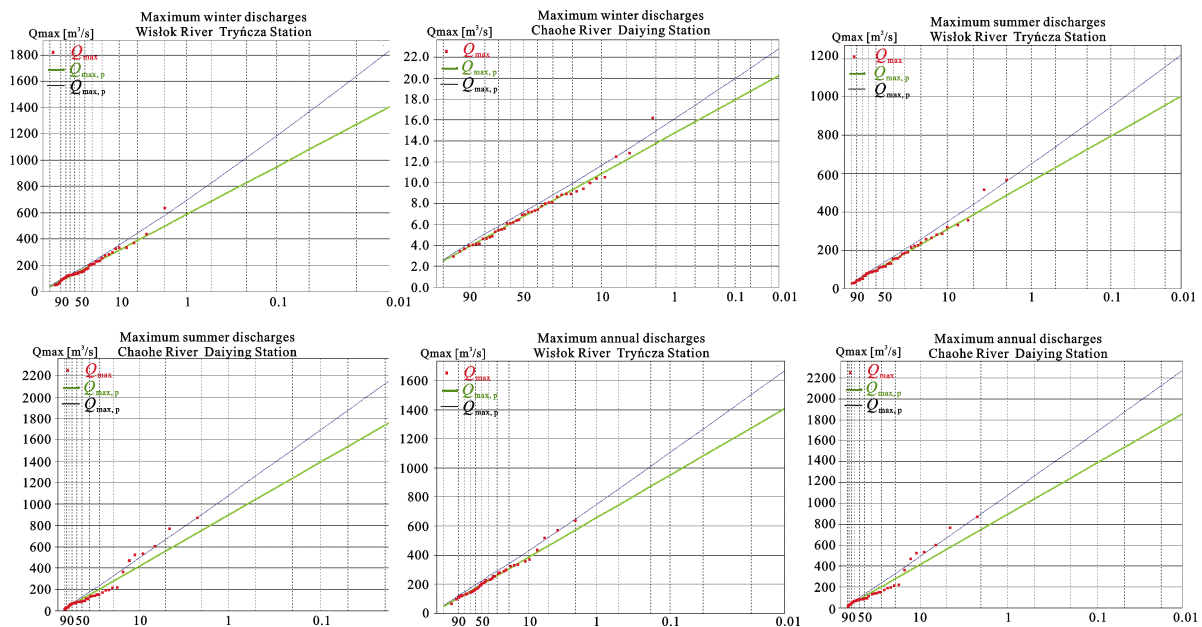 Maximum winter discharges
Qmax [m³/s] Wisłok River Tryńcza Station
1800
1600
1400
1200
1000
800
600
400
200
0
Qmax
Qmax, p
Qmax, p
90 50 10 1 0.1 0.01
Maximum winter discharges
Qmax [m³/s] Chaohe River Daiying Station
22.0
20.0
18.0
16.0
14.0
12.0
10.0
8.0
6.0
4.0
2.0
0.0
Qmax
Qmax, p
Qmax, p
90 50 10 1 0.1 0.01
Maximum summer discharges
Qmax [m³/s] Wisłok River Tryńcza Station
1200
1000
800
600
400
200
0
Qmax
Qmax, p
Qmax, p
90 50 10 1 0.1 0.01
Maximum summer discharges
Qmax [m³/s] Chaohe River Daiying Station
2200
2000
1800
1600
1400
1200
1000
800
600
400
200
0
Qmax
Qmax, p
Qmax, p
90 50 10 1 0.1 0.01
Maximum annual discharges
Qmax [m³/s] Wisłok River Tryńcza Station
1600
1400
1200
1000
800
600
400
200
0
Qmax
Qmax, p
Qmax, p
90 50 10 1 0.1 0.01
Maximum annual discharges
Qmax [m³/s] Chaohe River Daiying Station
2200
2000
1800
1600
1400
1200
1000
800
600
400
200
0
Qmax
Qmax,p
Qmax, p
90 50 10 1 0.1 0.01